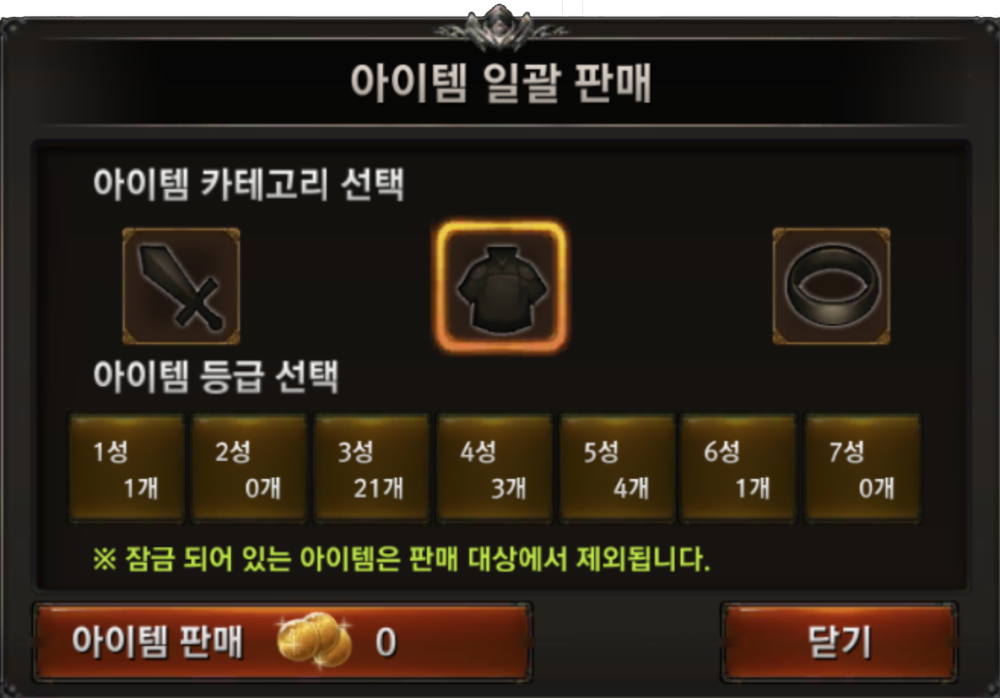 아이템 일괄 판매
아이템 카테고리 선택
아이템 등급 선택
1성 2성 3성 4성 5성 6성 7성
1개 0개 21개 3개 4개 1개 0개
※ 잠금 되어 있는 아이템은 판매 대상에서 제외됩니다.
아이템 판매 0 닫기